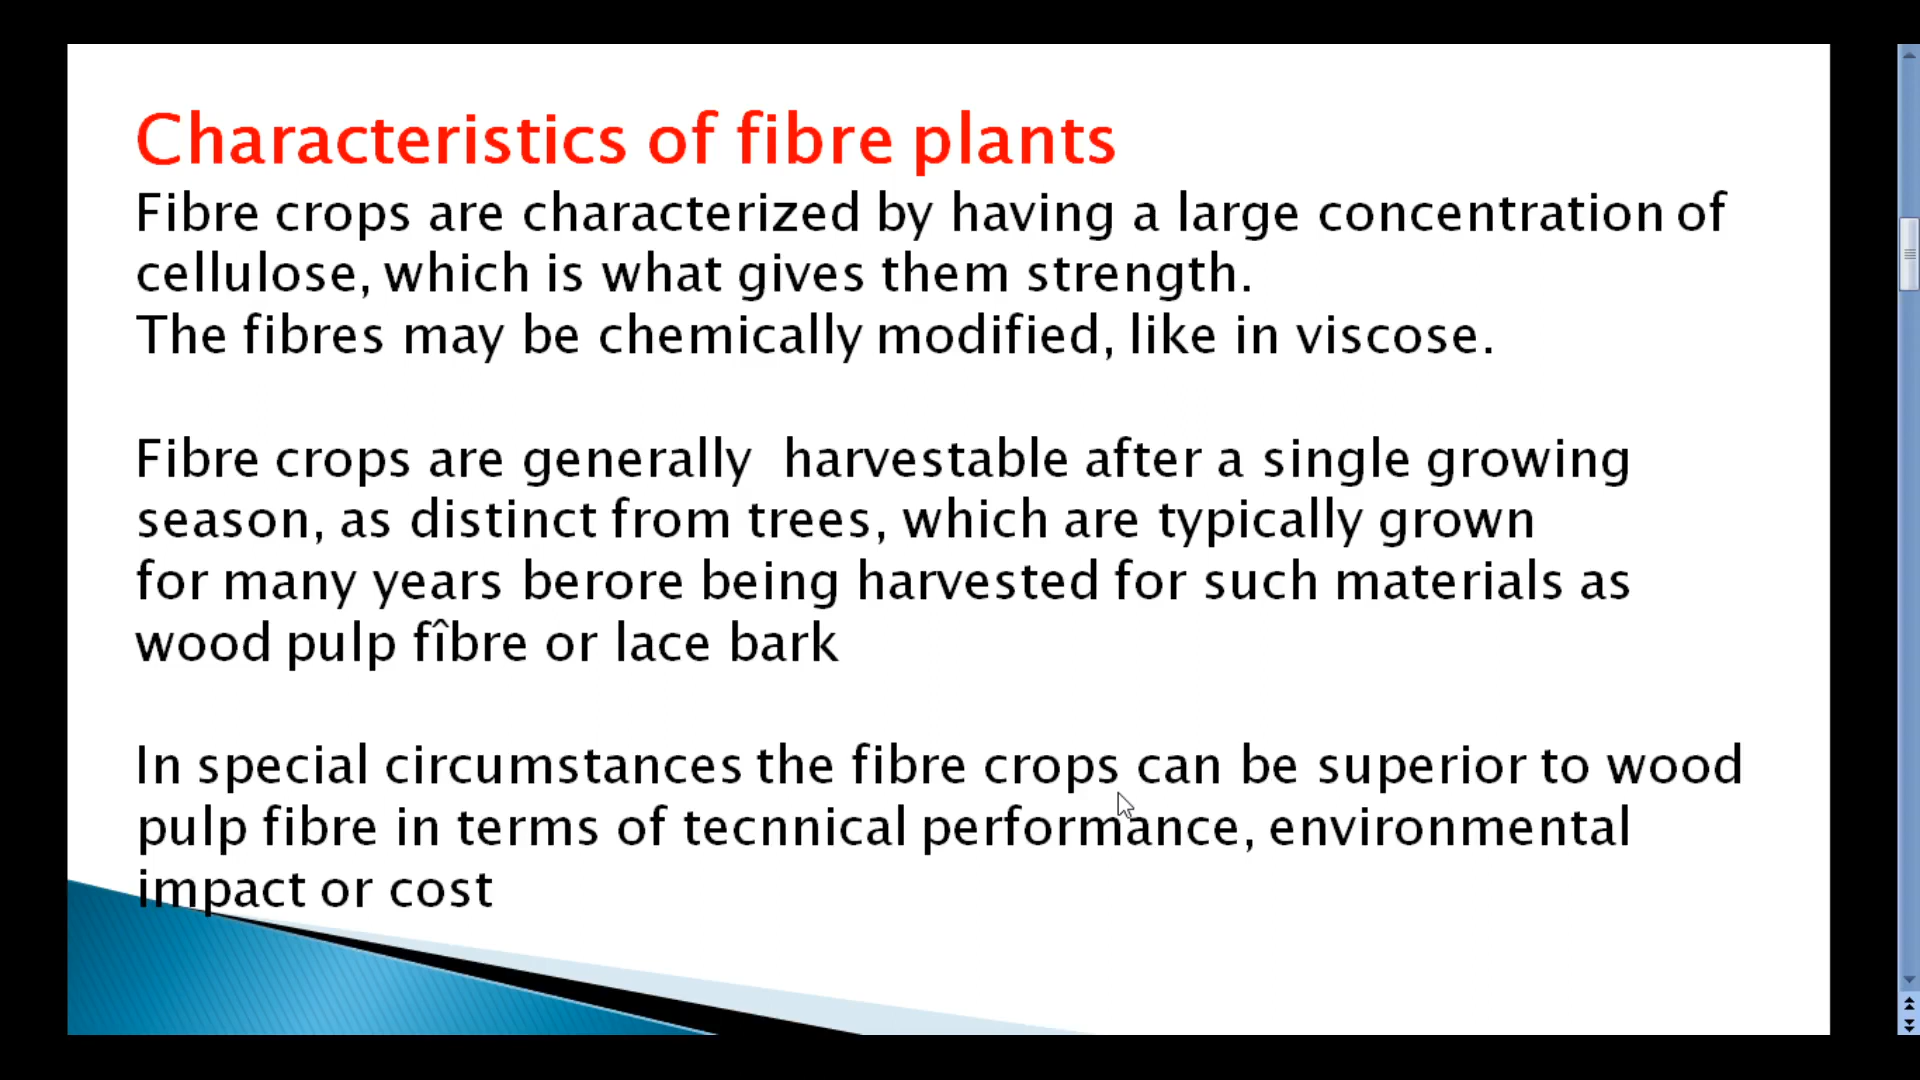 Characteristics of fibre plants
Fibre crops are characterized by having a large concentration of
cellulose, which is what gives them strength.
The fibres may be chemically modified, like in viscose.
Fibre crops are generally  harvestable after a single growing
season, as distinct from trees, which are typically grown
for many years berore being harvested for such materials as
wood pulp fîbre or lace bark
In special circumstances the fibre crops can be superior to wood
pulp fibre in terms of tecnnical performance, environmental
impact or cost